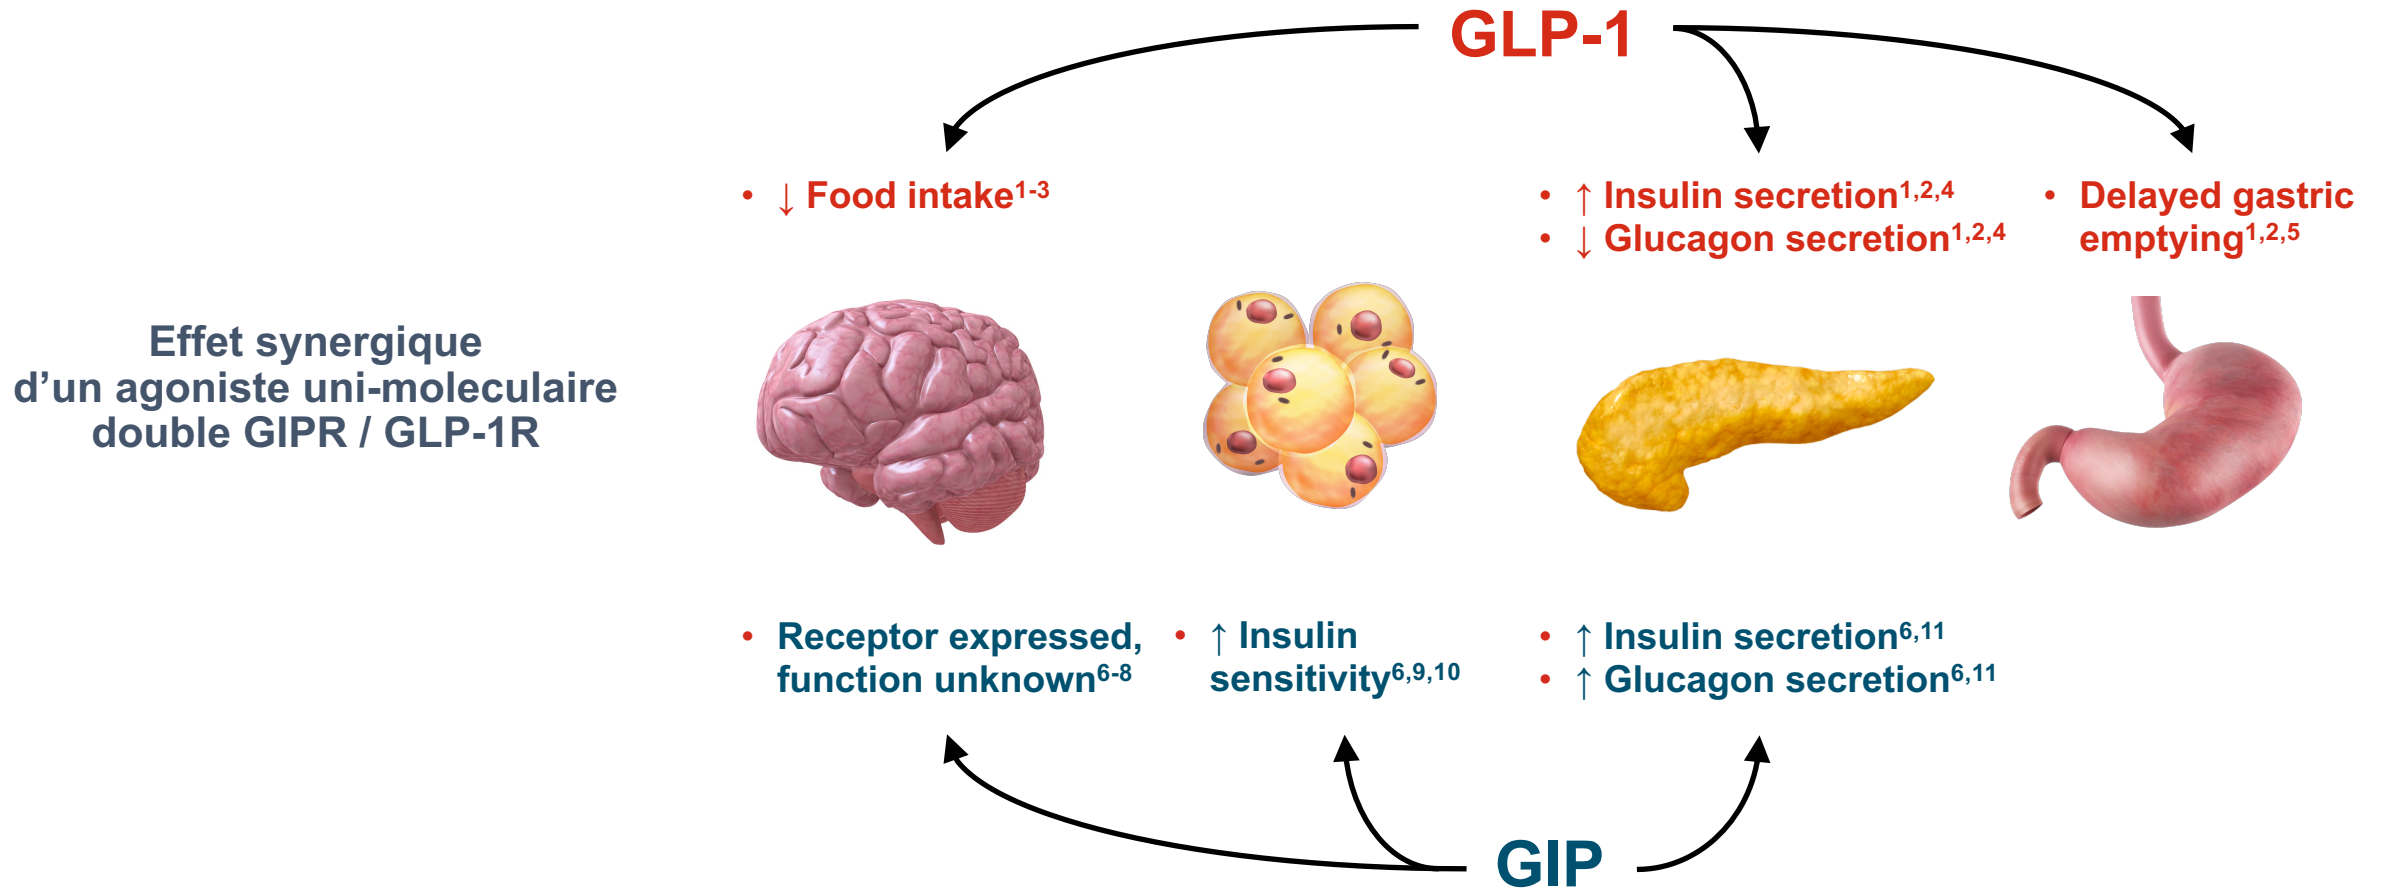 GLP-1
• ↓ Food intake1-3
• ↑ Insulin secretion1,2,4
• ↓ Glucagon secretion1,2,4
• Delayed gastric
emptying1,2,5
Effet synergique
d’un agoniste uni-moleculaire
double GIPR / GLP-1R
• Receptor expressed,
function unknown6-8
• ↑ Insulin
sensitivity6,9,10
• ↑ Insulin secretion6,11
• ↑ Glucagon secretion6,11
GIP